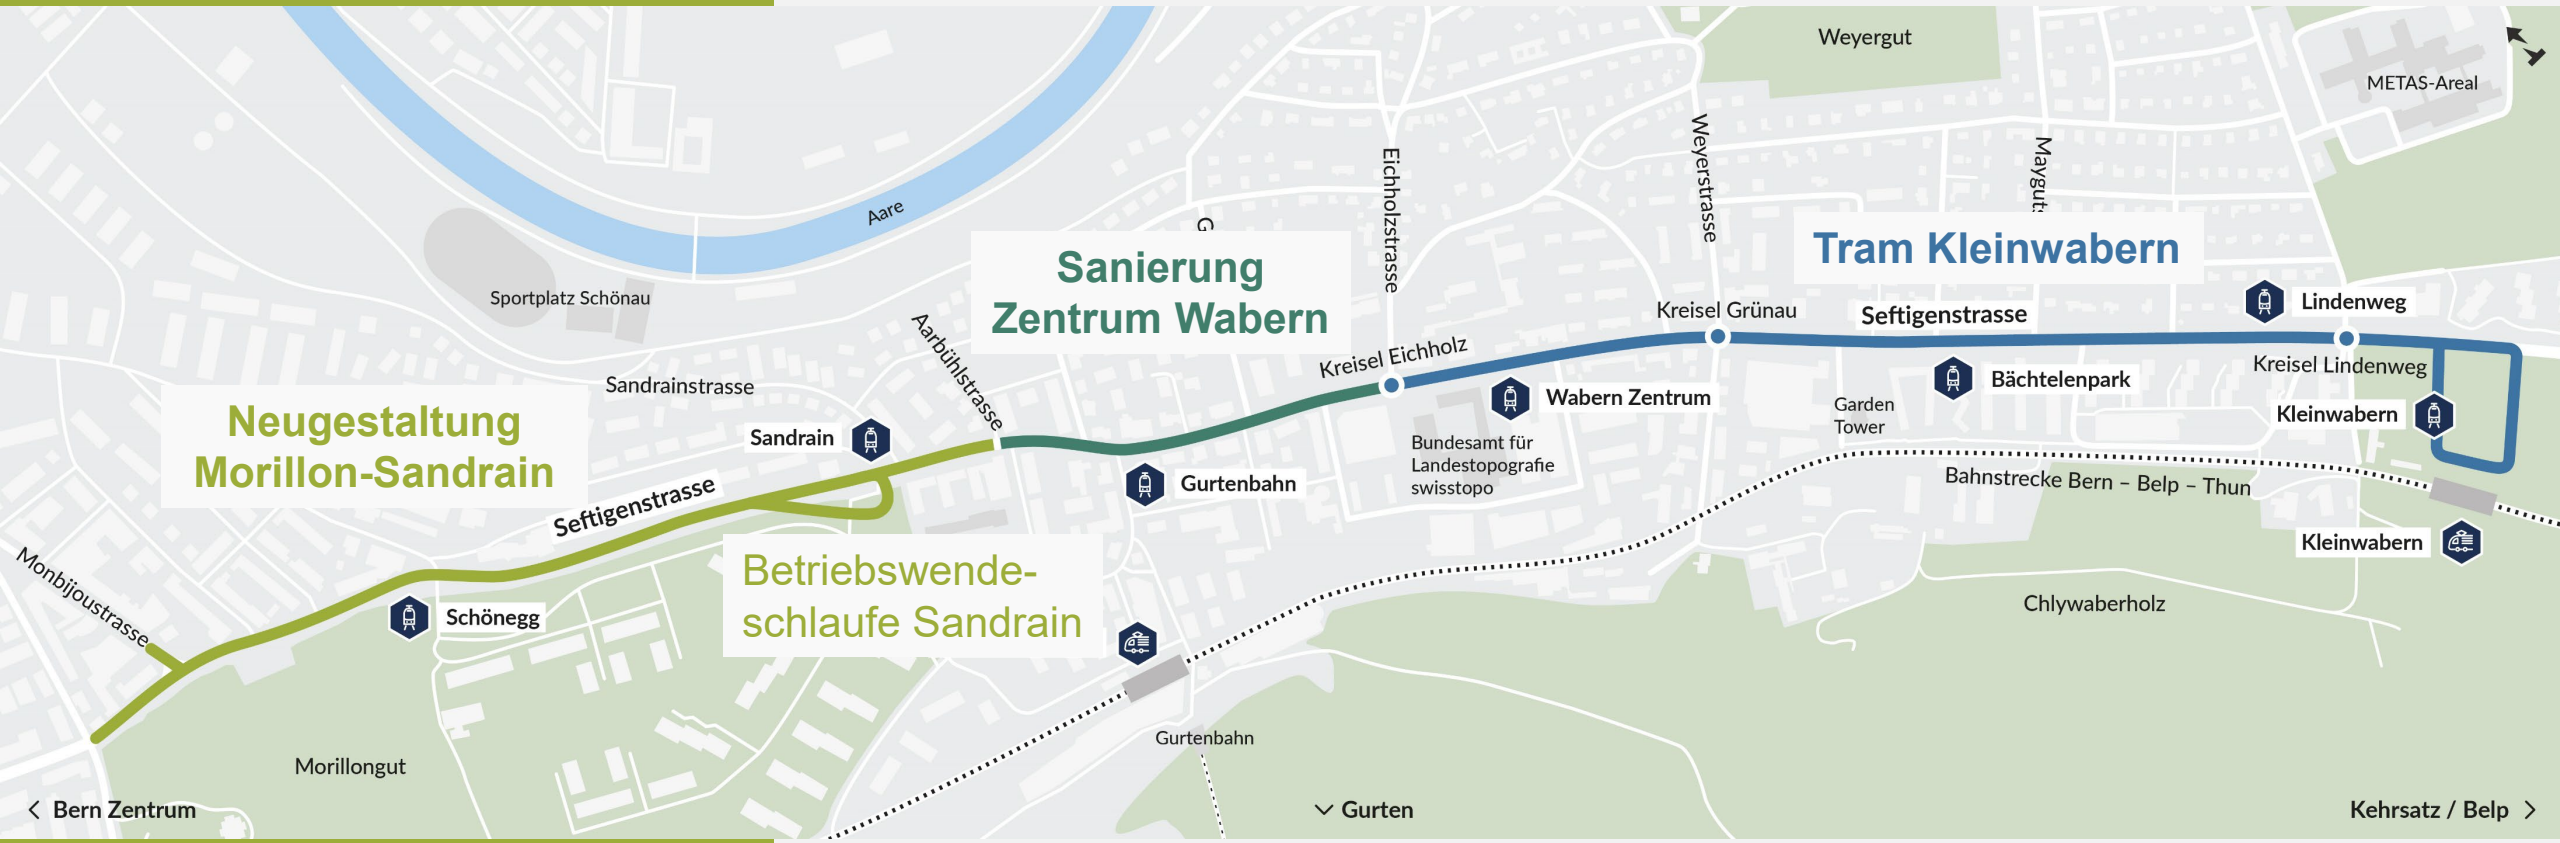 Weyergut
METAS-Areal
Eichholzstrasse
Weyerstrasse
Aare
Sanierung
Zentrum Wabern
Tram Kleinwabern
Sportplatz Schönau
Kreisel Grünau
Seftigenstrasse
Lindenweg
Aarbühlstrasse
Kreisel Eichholz
Kreisel Lindenweg
Sandrainstrasse
Bächtelenpark
Wabern Zentrum
Garden
Tower
Kleinwabern
Neugestaltung
Morillon-Sandrain
Sandrain
Bundesamt für
Landestopografie
swisstopo
Gurtenbahn
Bahnstrecke Bern – Belp – Thun
Seftigenstrasse
Kleinwabern
Monbijoustrasse
Betriebswende-
schlaufe Sandrain
Schönegg
Chlywaberholz
Gurtenbahn
Morillongut
Bern Zentrum
Gurten
Kehrsatz / Belp